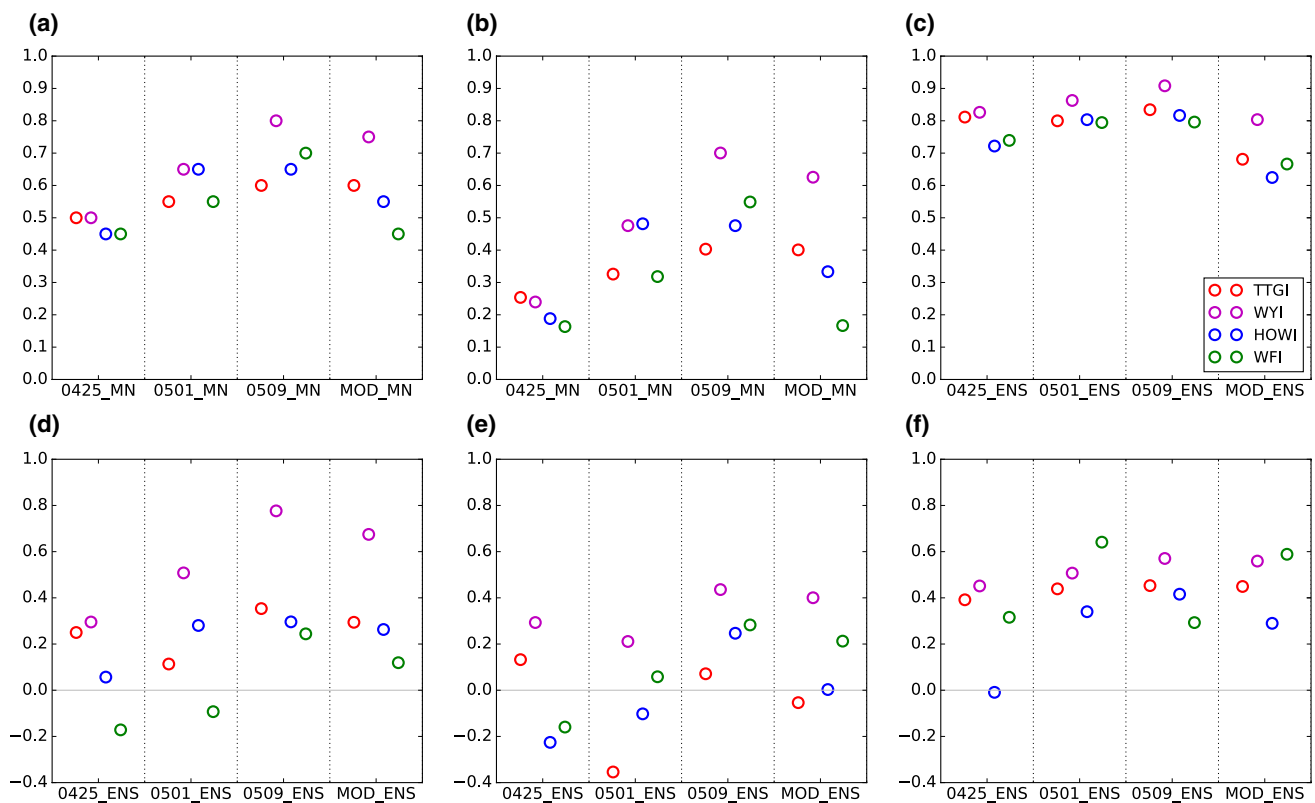 (a)
(b)
(c)
1.0
0.9
0.8
0.7
0.6
0.5
0.4
0.3
0.2
0.1
0.0
0425_MN
0501_MN
0509_MN
MOD_MN
1.0
0.9
0.8
0.7
0.6
0.5
0.4
0.3
0.2
0.1
0.0
0425_MN
0501_MN
0509_MN
MOD_MN
1.0
0.9
0.8
0.7
0.6
0.5
0.4
0.3
0.2
0.1
0.0
TTGI
WYI
HOWI
WFI
0425_ENS
0501_ENS
0509_ENS
MOD_ENS
(d)
(e)
(f)
1.0
0.8
0.6
0.4
0.2
0.0
−0.2
−0.4
0425_ENS
0501_ENS
0509_ENS
MOD_ENS
1.0
0.8
0.6
0.4
0.2
0.0
−0.2
−0.4
0425_ENS
0501_ENS
0509_ENS
MOD_ENS
1.0
0.8
0.6
0.4
0.2
0.0
−0.2
−0.4
0425_ENS
0501_ENS
0509_ENS
MOD_ENS